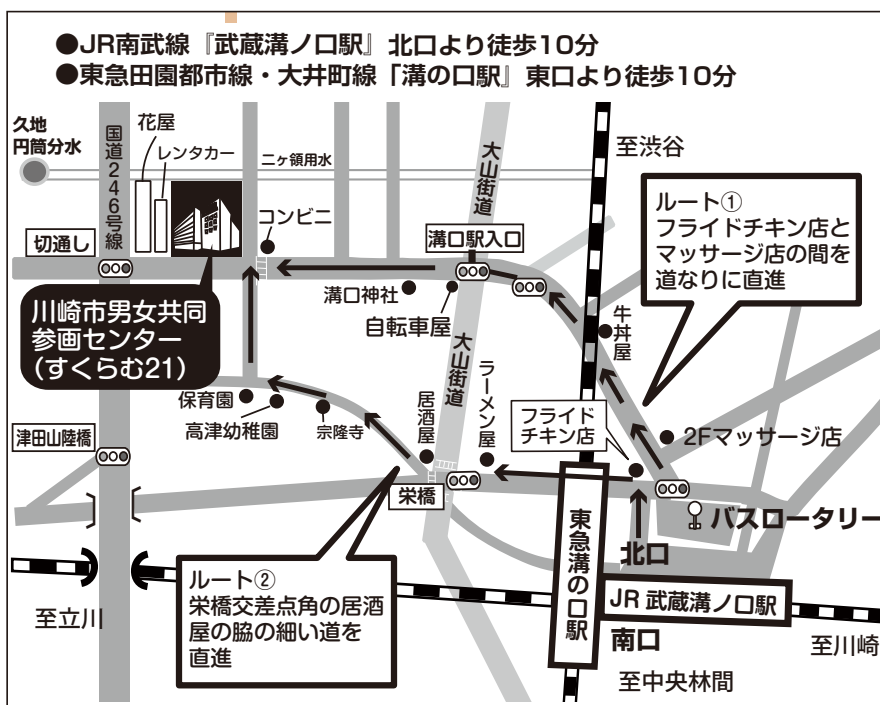 ●JR南武線『武蔵溝ノ口駅』北口より徒歩10分
●東急田園都市線・大井町線「溝の口駅」東口より徒歩10分
久地
円筒分水
国道246号線
花屋
レンタカー
ニヶ領用水
大山街道
至渋谷
ルート①
フライドチキン店と
マッサージ店の間を
道なりに直進
コンビニ
切通し
溝口駅入口
川崎市男女共同
参画センター
(すくらむ21)
溝口神社
自転車屋
牛丼屋
大山街道
ラーメン屋
居酒屋
保育園
高津幼稚園
宗隆寺
フライド
チキン店
2Fマッサージ店
津田山陸橋
栄橋
バスロータリー
北口
東急溝の口駅
ルート②
栄橋交差点角の居酒
屋の脇の細い道を
直進
JR 武蔵溝ノ口駅
至立川
南口
至川崎
至中央林間